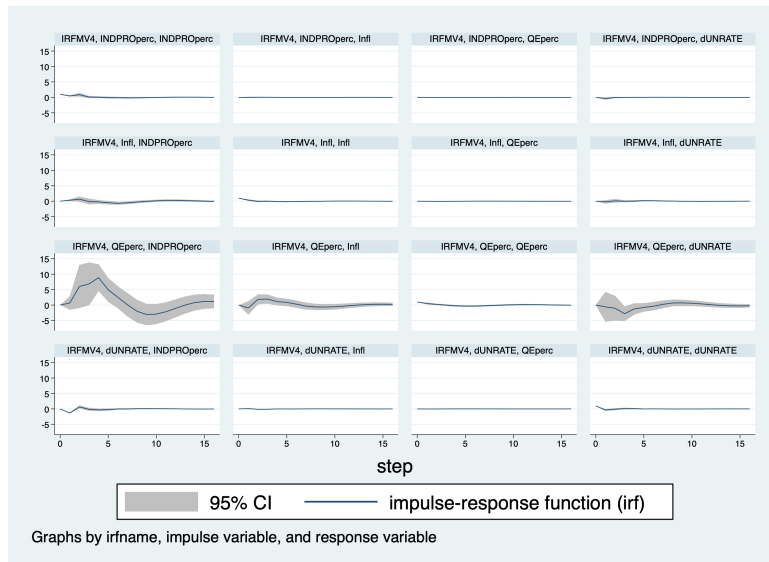 IRFMV4, INDPROperc, INDPROperc IRFMV4, INDPROperc, Infl IRFMV4, INDPROperc, QEperc IRFMV4, INDPROperc, dUNRATE
15
10
5
0
-5
IRFMV4, Infl, INDPROperc IRFMV4, Infl, Infl IRFMV4, Infl, QEperc IRFMV4, Infl, dUNRATE
15
10
5
0
-5
IRFMV4, QEperc, INDPROperc IRFMV4, QEperc, Infl IRFMV4, QEperc, QEperc IRFMV4, QEperc, dUNRATE
15
10
5
0
-5
IRFMV4, dUNRATE, INDPROperc IRFMV4, dUNRATE, Infl IRFMV4, dUNRATE, QEperc IRFMV4, dUNRATE, dUNRATE
15
10
5
0
-5
0 5 10 15 0 5 10 15 0 5 10 15 0 5 10 15
step
95% CI impulse-response function (irf)
Graphs by irfname, impulse variable, and response variable